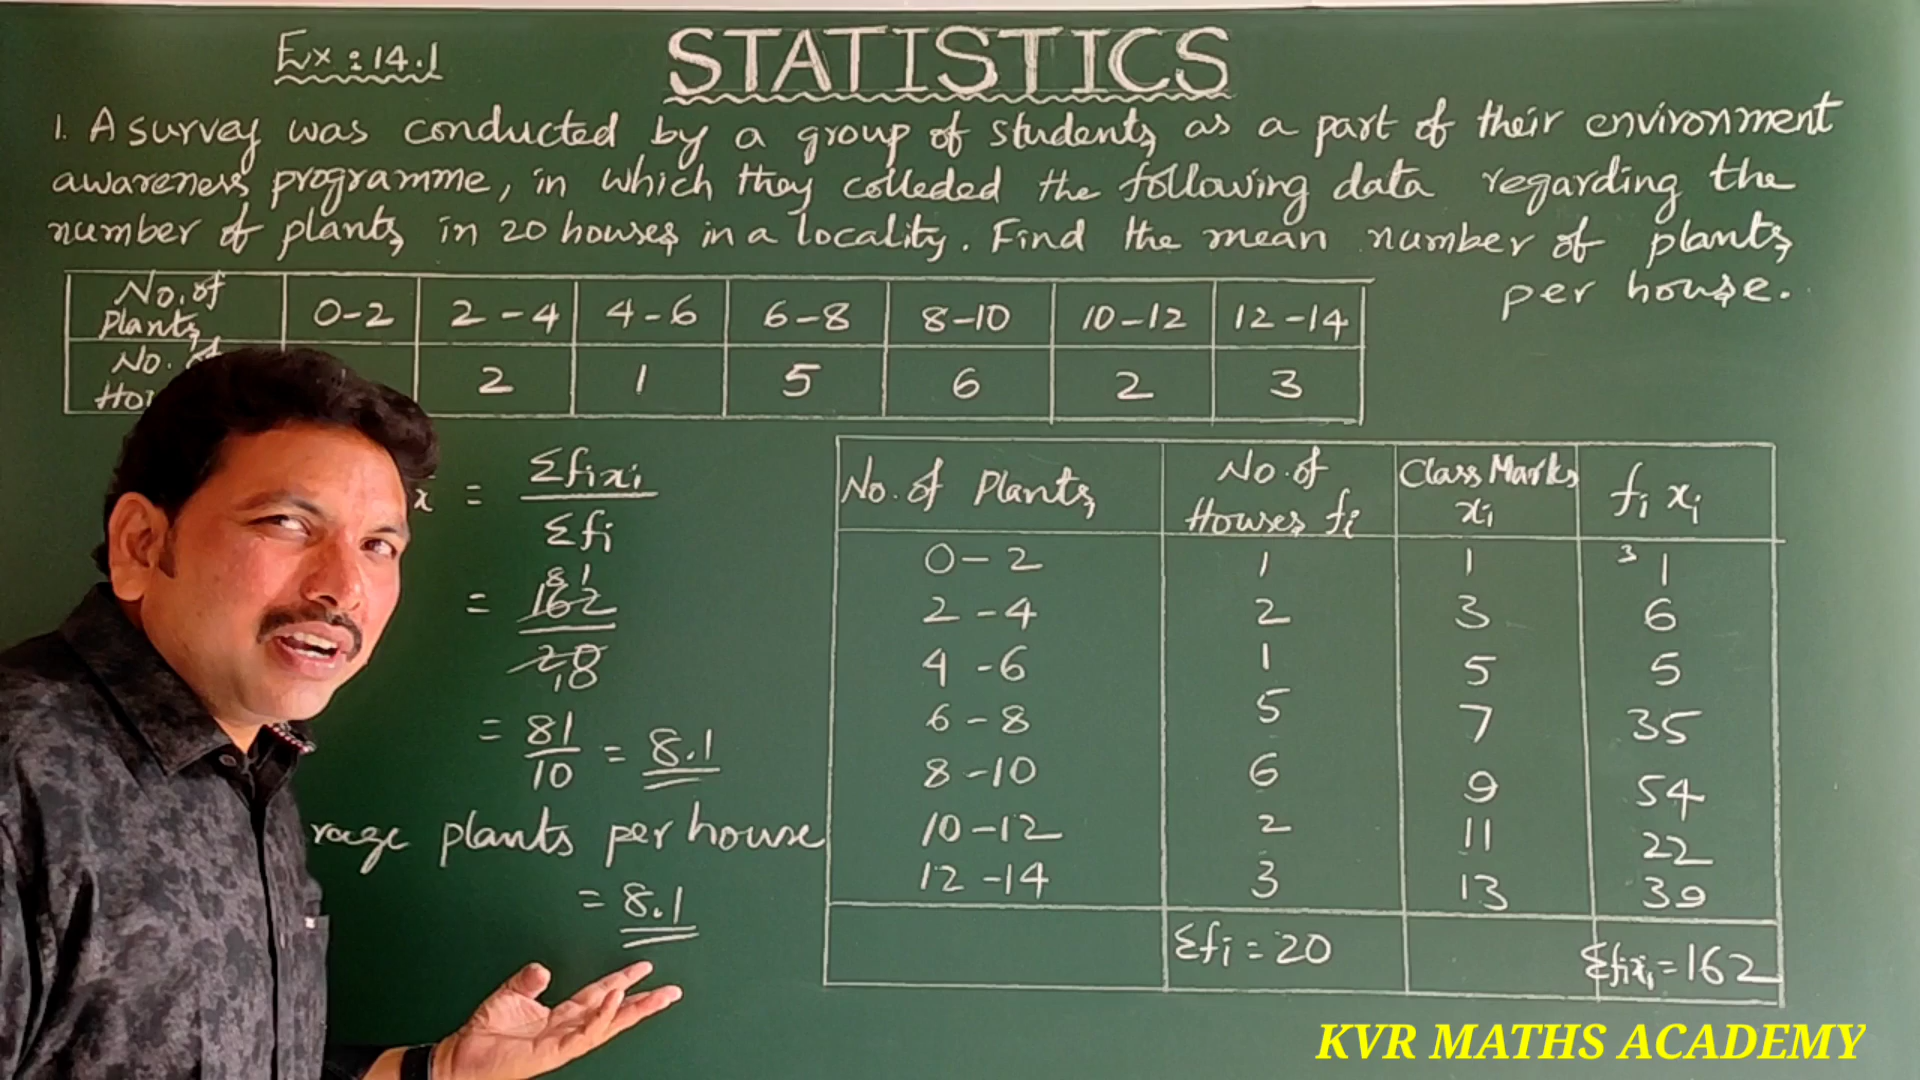 Ex : 14.1
STATISTICS
1. A survey was conducted by a group of students as a part of their environment
awareness programme, in which they colleded the following data regarding the
number of plants in 20 houses in a locality. Find the mean number of plants
per house.
No. of Plants 0-2 2-4 4-6 6-8 8-10 10-12 12-14
No. of 2 1 5 6 2 3
x = Σfixi / Σfi
= 162 / 20
81
10
= 81/10 = 8.1
plants per house
= 8.1
No. of Plants No. of Houses fi Class Marks xi fi xi
3
0-2 1 1 1
2-4 2 3 6
4-6 1 5 5
6-8 5 7 35
8-10 6 9 54
10-12 2 11 22
12-14 3 13 39
Σfi = 20 Σfixi = 162
KVR MATHS ACADEMY